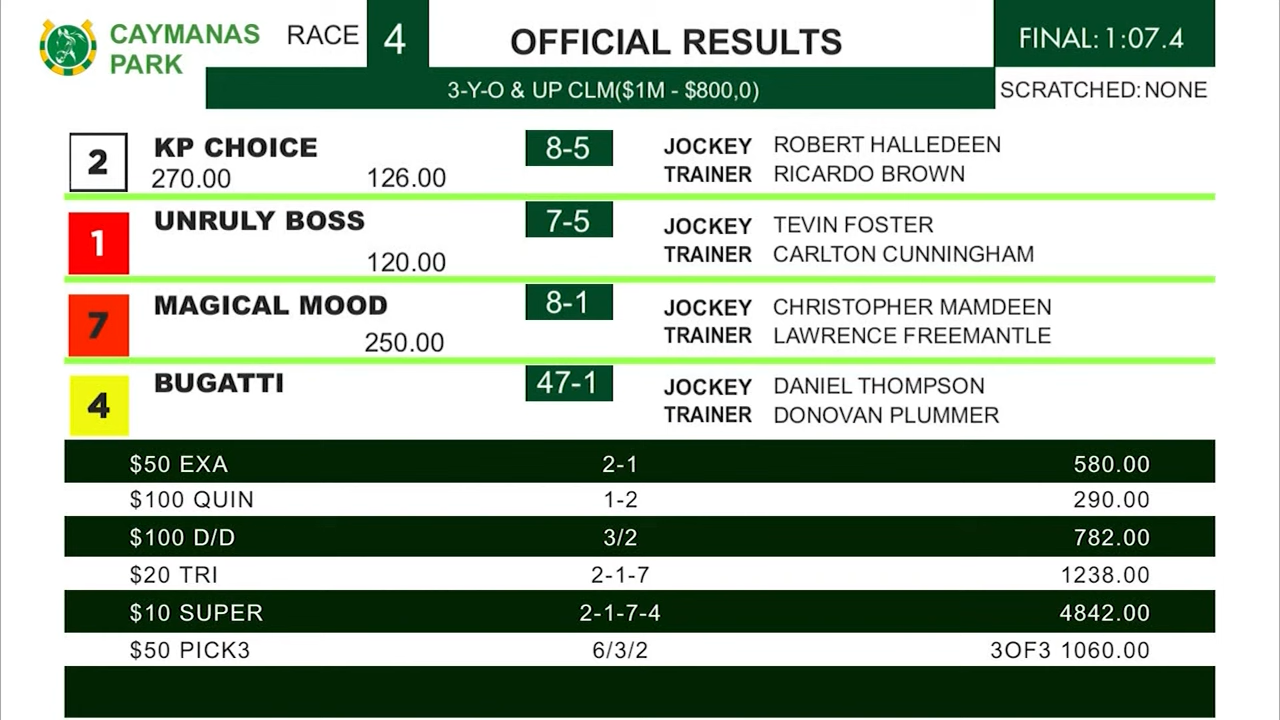 CAYMANAS PARK RACE 4 OFFICIAL RESULTS FINAL: 1:07.4
3-Y-O & UP CLM($1M - $800,0) SCRATCHED: NONE
2 KP CHOICE 8-5 JOCKEY ROBERT HALLEDEEN
270.00 126.00 TRAINER RICARDO BROWN
1 UNRULY BOSS 7-5 JOCKEY TEVIN FOSTER
120.00 TRAINER CARLTON CUNNINGHAM
7 MAGICAL MOOD 8-1 JOCKEY CHRISTOPHER MAMDEEN
250.00 TRAINER LAWRENCE FREEMANTLE
4 BUGATTI 47-1 JOCKEY DANIEL THOMPSON
TRAINER DONOVAN PLUMMER
$50 EXA 2-1 580.00
$100 QUIN 1-2 290.00
$100 D/D 3/2 782.00
$20 TRI 2-1-7 1238.00
$10 SUPER 2-1-7-4 4842.00
$50 PICK3 6/3/2 3OF3 1060.00